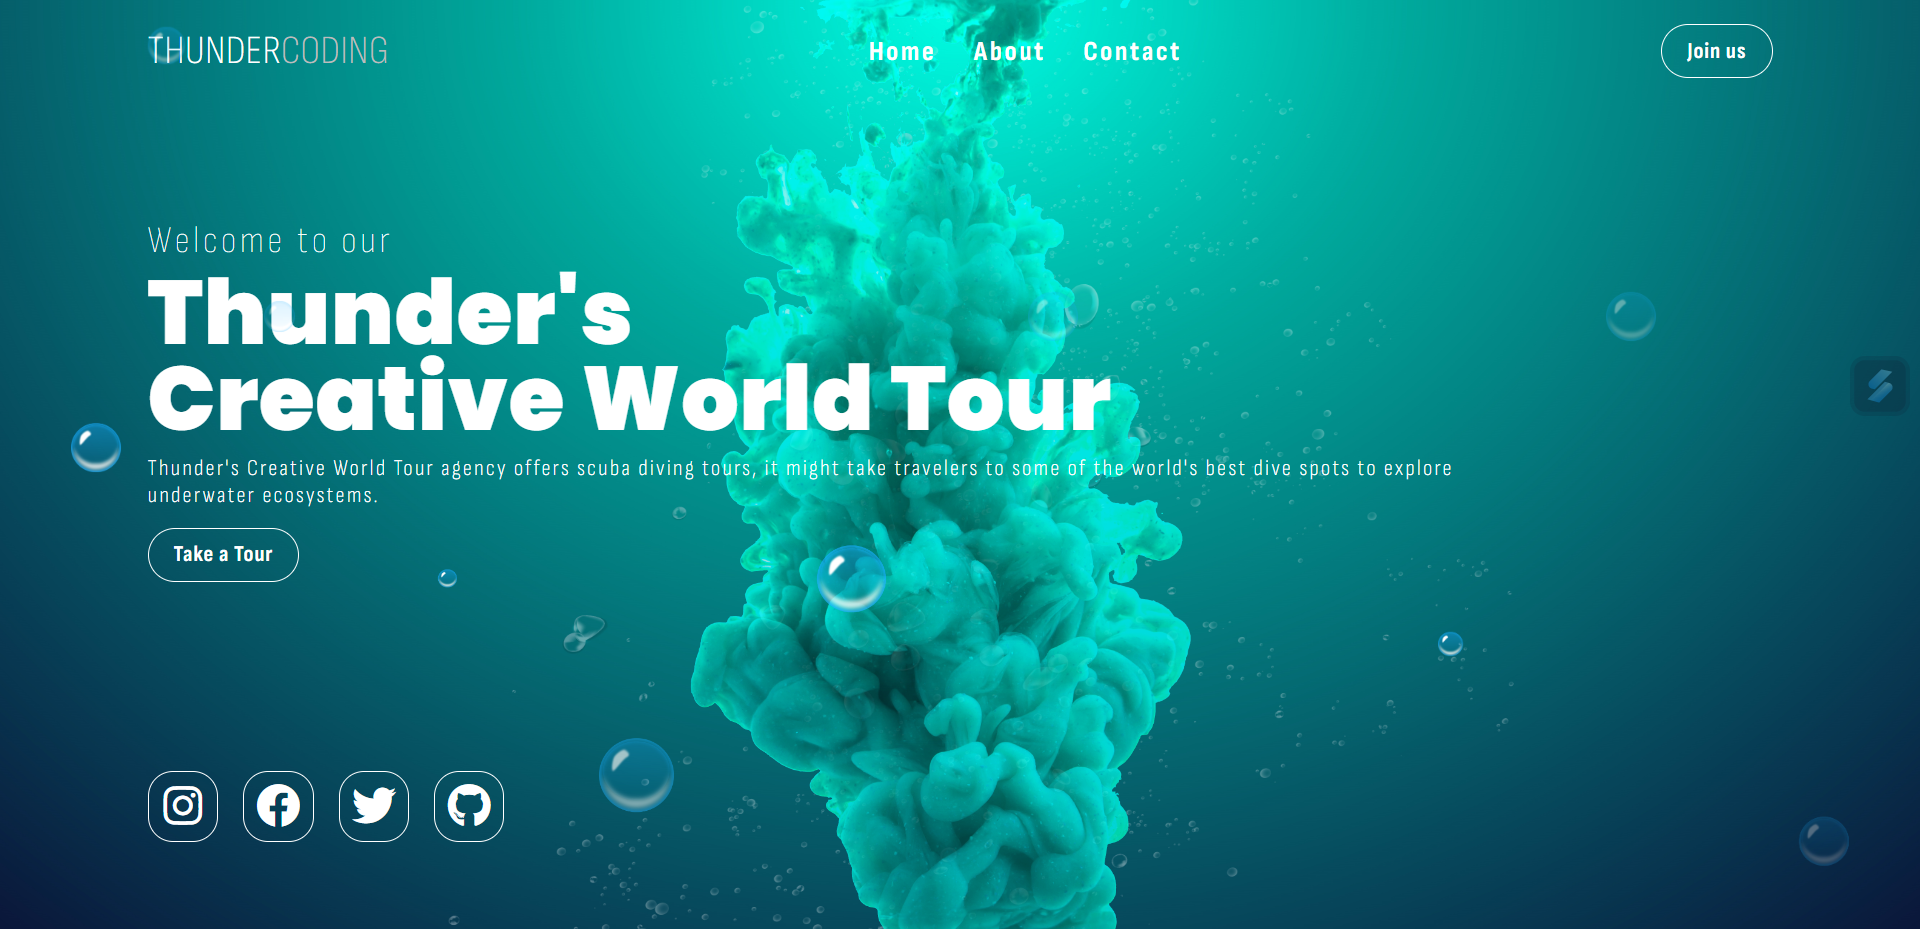 THUNDERCODING
Home About Contact
Join us
Welcome to our
Thunder's
Creative World Tour
Thunder's Creative World Tour agency offers scuba diving tours, it might take travelers to some of the world's best dive spots to explore
underwater ecosystems.
Take a Tour